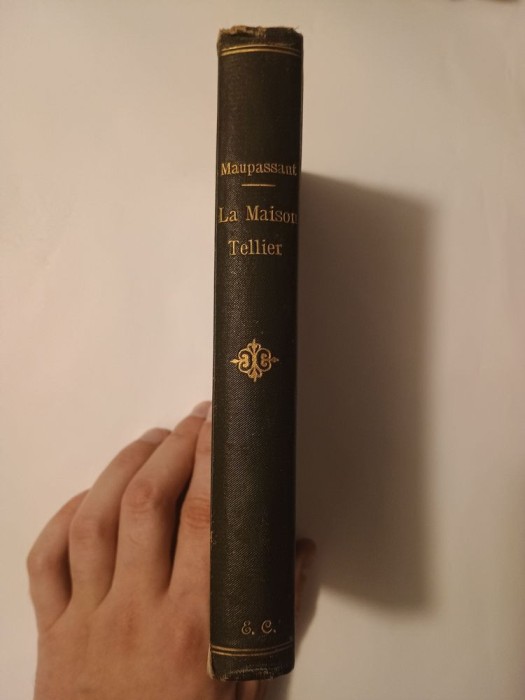 Maupassant
La Maison
Tellier
E. C.